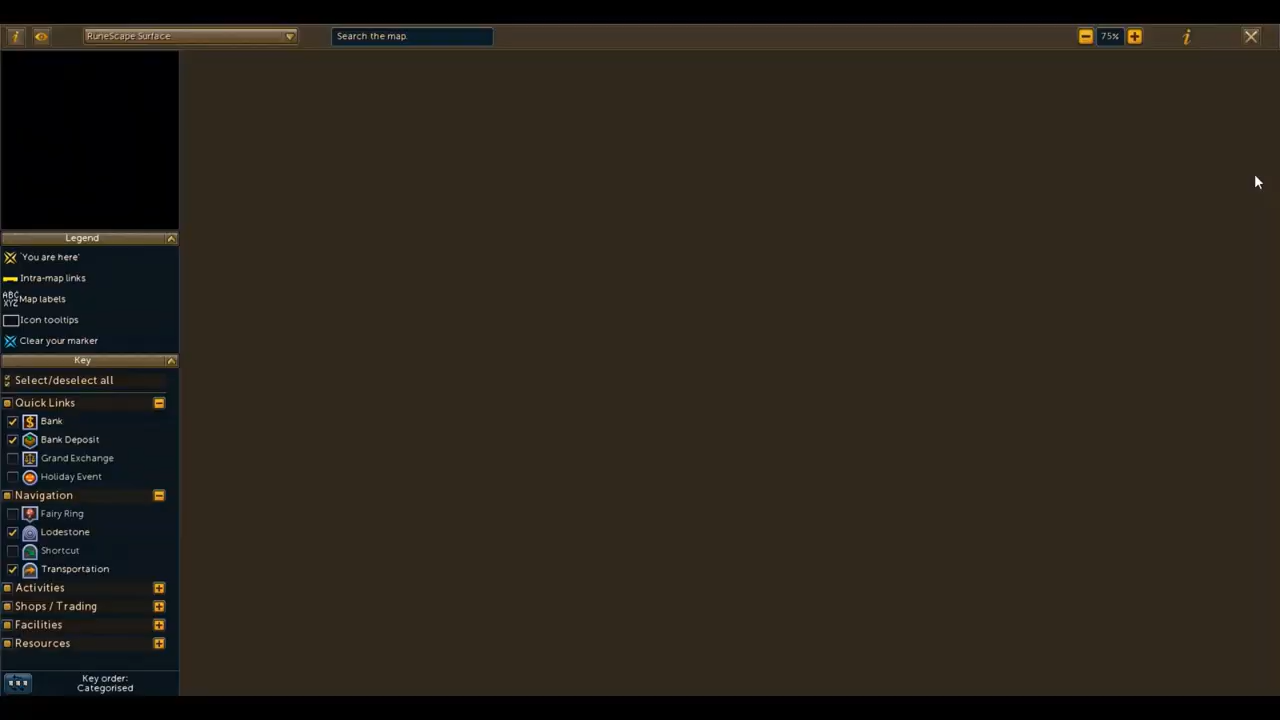 RuneScape Surface
Search the map.
75%
Legend
'You are here'
Intra-map links
ABC
XYZ
Map labels
Icon tooltips
Clear your marker
Key
Select/deselect all
Quick Links
Bank
Bank Deposit
Grand Exchange
Holiday Event
Navigation
Fairy Ring
Lodestone
Shortcut
Transportation
Activities
Shops / Trading
Facilities
Resources
Key order:
Categorised